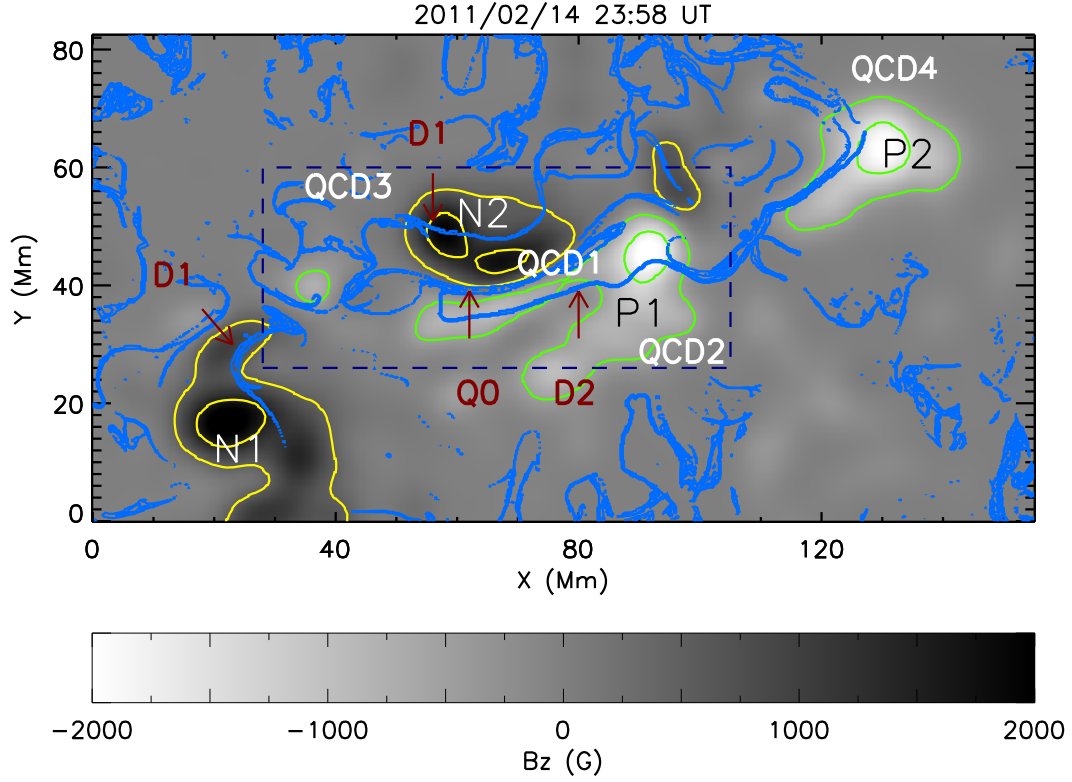 2011/02/14 23:58 UT
80
60
40
20
0
Y (Mm)
QCD4
D1
P2
QCD3
N2
QCD1
D1
P1
QCD2
Q0
D2
N1
0
40
80
120
X (Mm)
-2000
-1000
0
1000
2000
Bz (G)